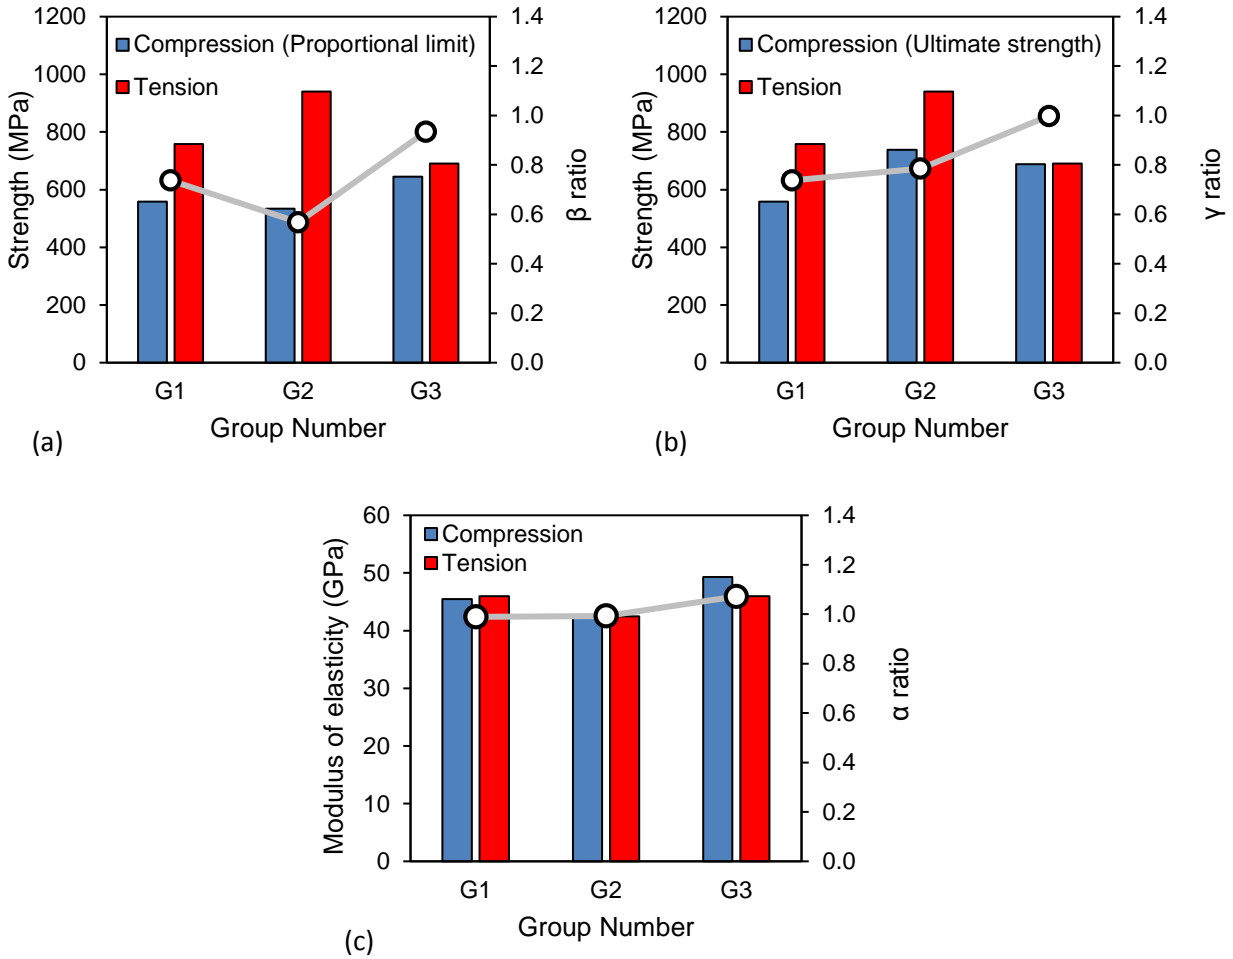 1200
1000
800
600
400
200
0
Strength (MPa)
Compression (Proportional limit)
Tension
1.4
1.2
1.0
0.8
0.6
0.4
0.2
0.0
β ratio
G1 G2 G3
Group Number
(a)
1200
1000
800
600
400
200
0
Strength (MPa)
Compression (Ultimate strength)
Tension
1.4
1.2
1.0
0.8
0.6
0.4
0.2
0.0
γ ratio
G1 G2 G3
Group Number
(b)
60
50
40
30
20
10
0
Modulus of elasticity (GPa)
Compression
Tension
1.4
1.2
1.0
0.8
0.6
0.4
0.2
0.0
α ratio
G1 G2 G3
Group Number
(c)